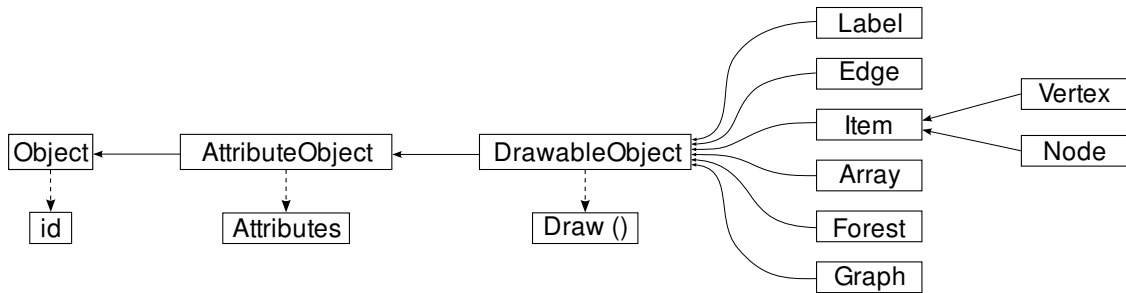 Label
Edge
Item
Vertex
Node
Object
AttributeObject
DrawableObject
Array
id
Attributes
Draw ()
Forest
Graph